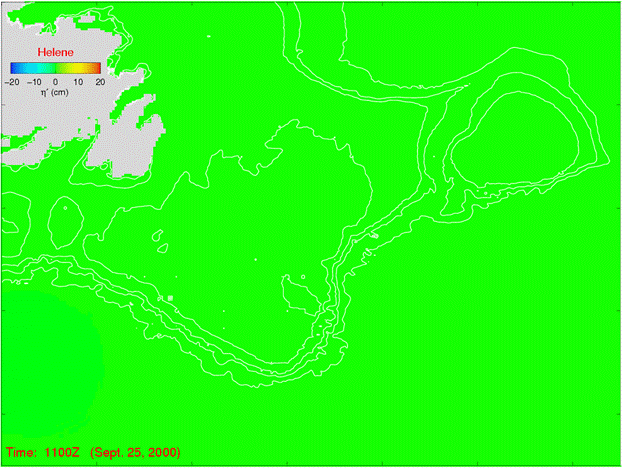 Helene
−20 −10 0 10 20
η' (cm)
Time: 1100Z (Sept. 25, 2000)